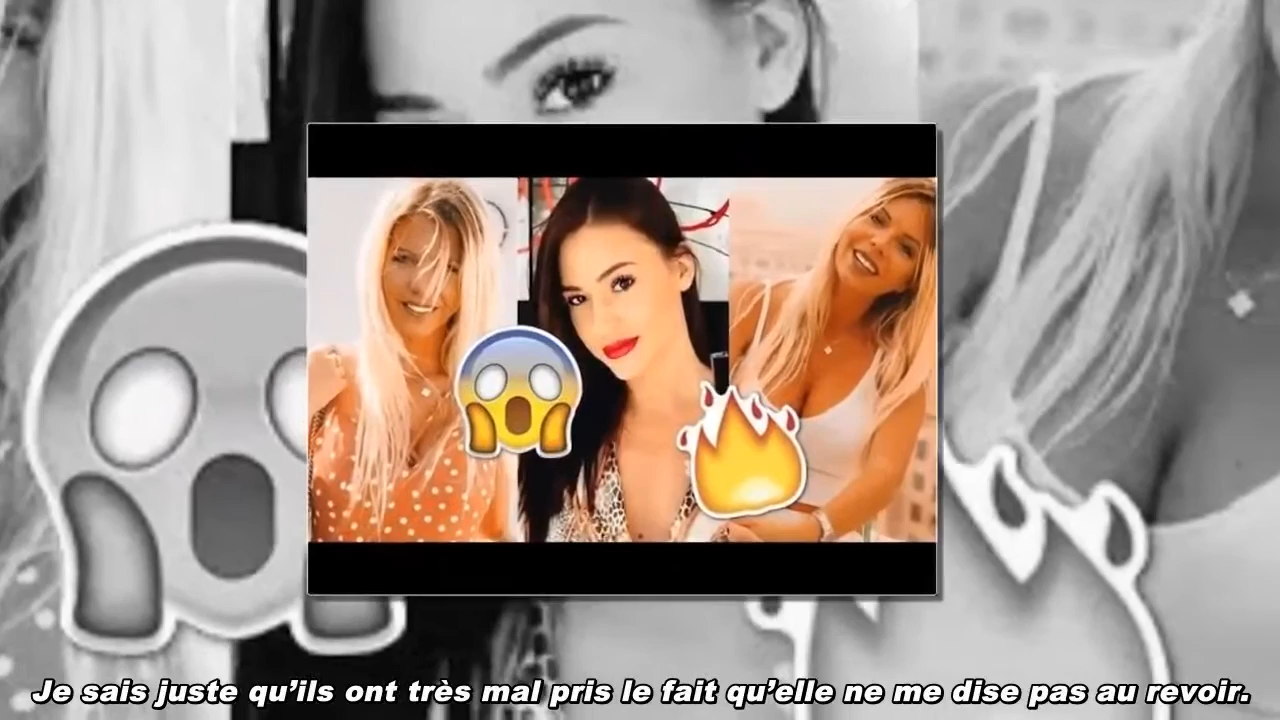 Je sais juste qu’ils ont très mal pris le fait qu’elle ne me dise pas au revoir.